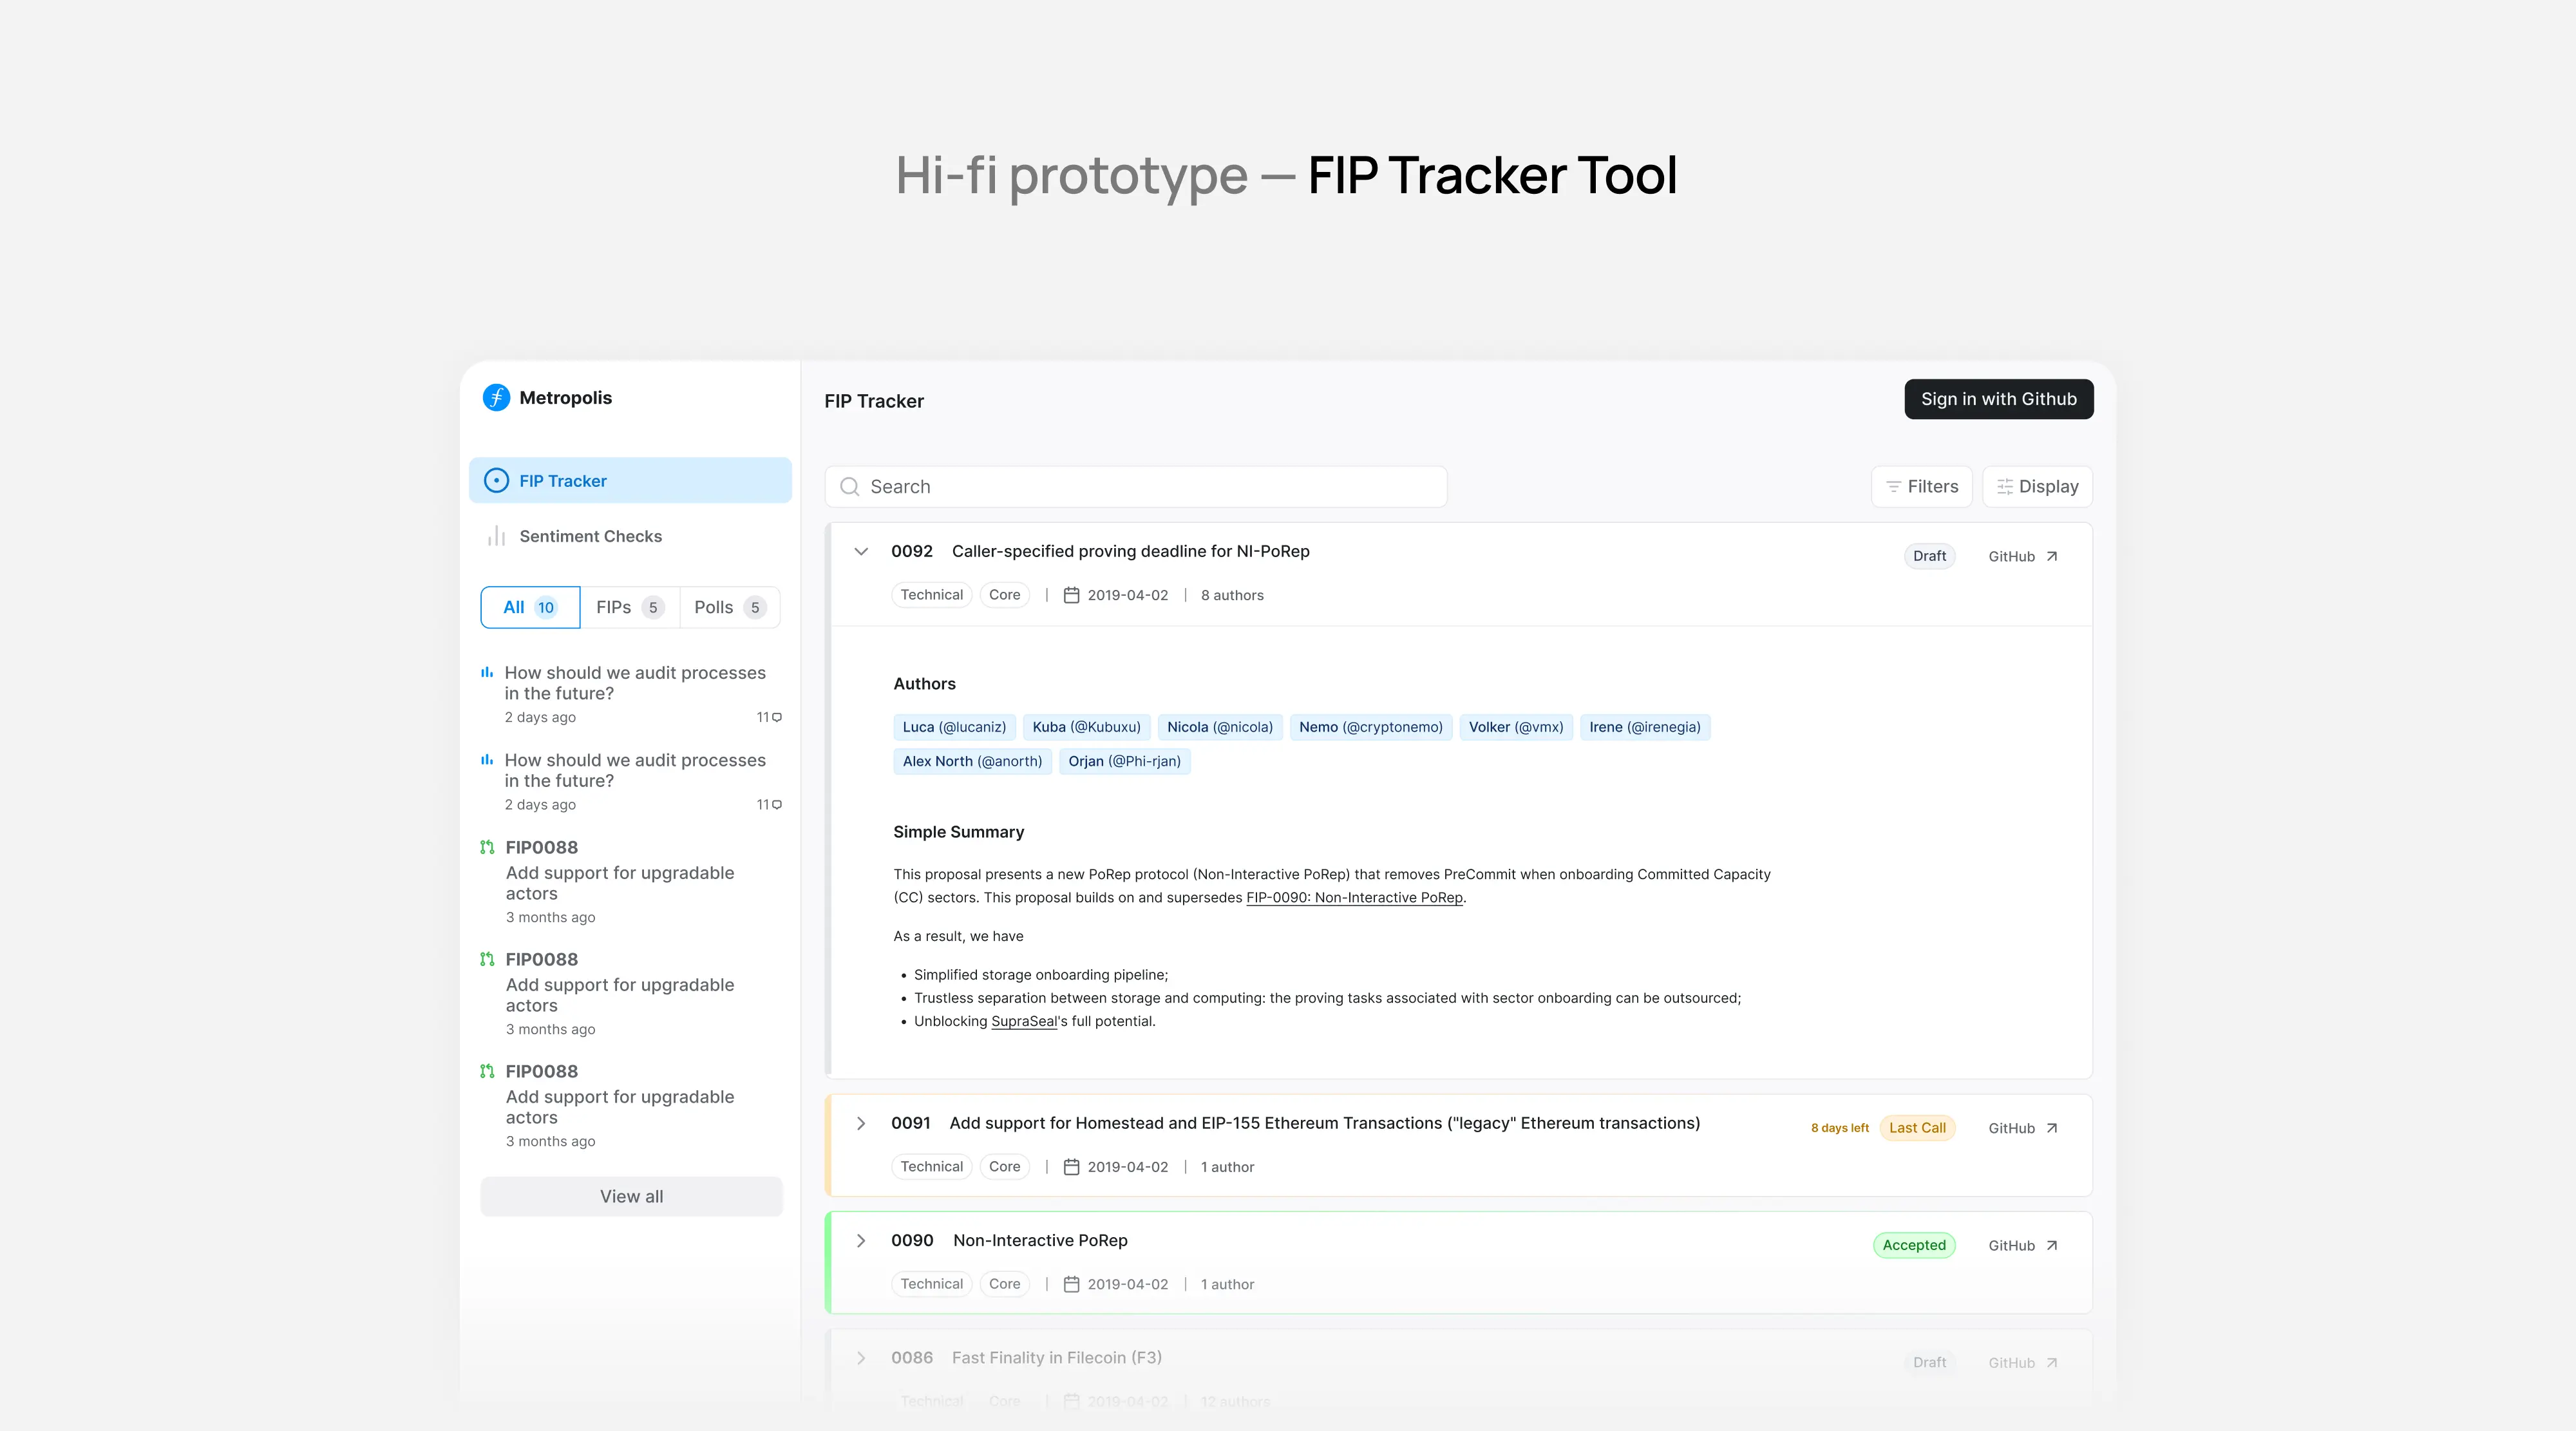 Hi-fi prototype — FIP Tracker Tool
Metropolis
FIP Tracker
Sentiment Checks
All 10 FIPs 5 Polls 5
How should we audit processes
in the future?
2 days ago 11
How should we audit processes
in the future?
2 days ago 11
FIP0088
Add support for upgradable
actors
3 months ago
FIP0088
Add support for upgradable
actors
3 months ago
FIP0088
Add support for upgradable
actors
3 months ago
View all
FIP Tracker
Sign in with Github
Search
Filters
Display
0092 Caller-specified proving deadline for NI-PoRep
Draft GitHub
Technical Core | 2019-04-02 | 8 authors
Authors
Luca (@lucaniz) Kuba (@Kubuxu) Nicola (@nicola) Nemo (@cryptonemo) Volker (@vmx) Irene (@irenegia)
Alex North (@anorth) Orjan (@Phi-rjan)
Simple Summary
This proposal presents a new PoRep protocol (Non-Interactive PoRep) that removes PreCommit when onboarding Committed Capacity
(CC) sectors. This proposal builds on and supersedes FIP-0090: Non-Interactive PoRep.
As a result, we have
• Simplified storage onboarding pipeline;
• Trustless separation between storage and computing: the proving tasks associated with sector onboarding can be outsourced;
• Unblocking SupraSeal's full potential.
0091 Add support for Homestead and EIP-155 Ethereum Transactions ("legacy" Ethereum transactions)
8 days left Last Call GitHub
Technical Core | 2019-04-02 | 1 author
0090 Non-Interactive PoRep
Accepted GitHub
Technical Core | 2019-04-02 | 1 author
0086 Fast Finality in Filecoin (F3)
Draft GitHub
Technical Core | 2019-04-02 | 12 authors